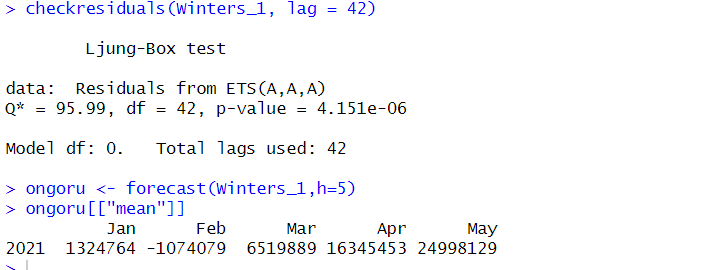 > checkresiduals(Winters_1, lag = 42)
Ljung-Box test
data:  Residuals from ETS(A,A,A)
Q* = 95.99, df = 42, p-value = 4.151e-06
Model df: 0.   Total lags used: 42
> ongoru <- forecast(Winters_1,h=5)
> ongoru[["mean"]]
Jan      Feb      Mar      Apr      May
2021  1324764 -1074079  6519889 16345453 24998129
>